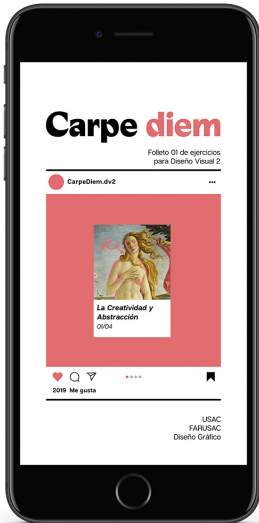 Carpe diem
Folleto 01 de ejercicios
para Diseño Visual 2
CarpeDiem.dv2
La Creatividad y
Abstracción
01/04
2019 Me gusta
USAC
FARUSAC
Diseño Gráfico